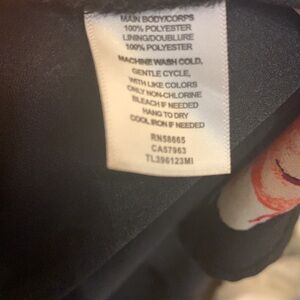 MAIN BODY/CORPS
100% POLYESTER
LINING/DOUBLURE
100% POLYESTER
MACHINE WASH COLD,
GENTLE CYCLE,
WITH LIKE COLORS
ONLY NON-CHLORINE
BLEACH IF NEEDED
HANG TO DRY
COOL IRON IF NEEDED
RN58665
CA57963
TL396123MI